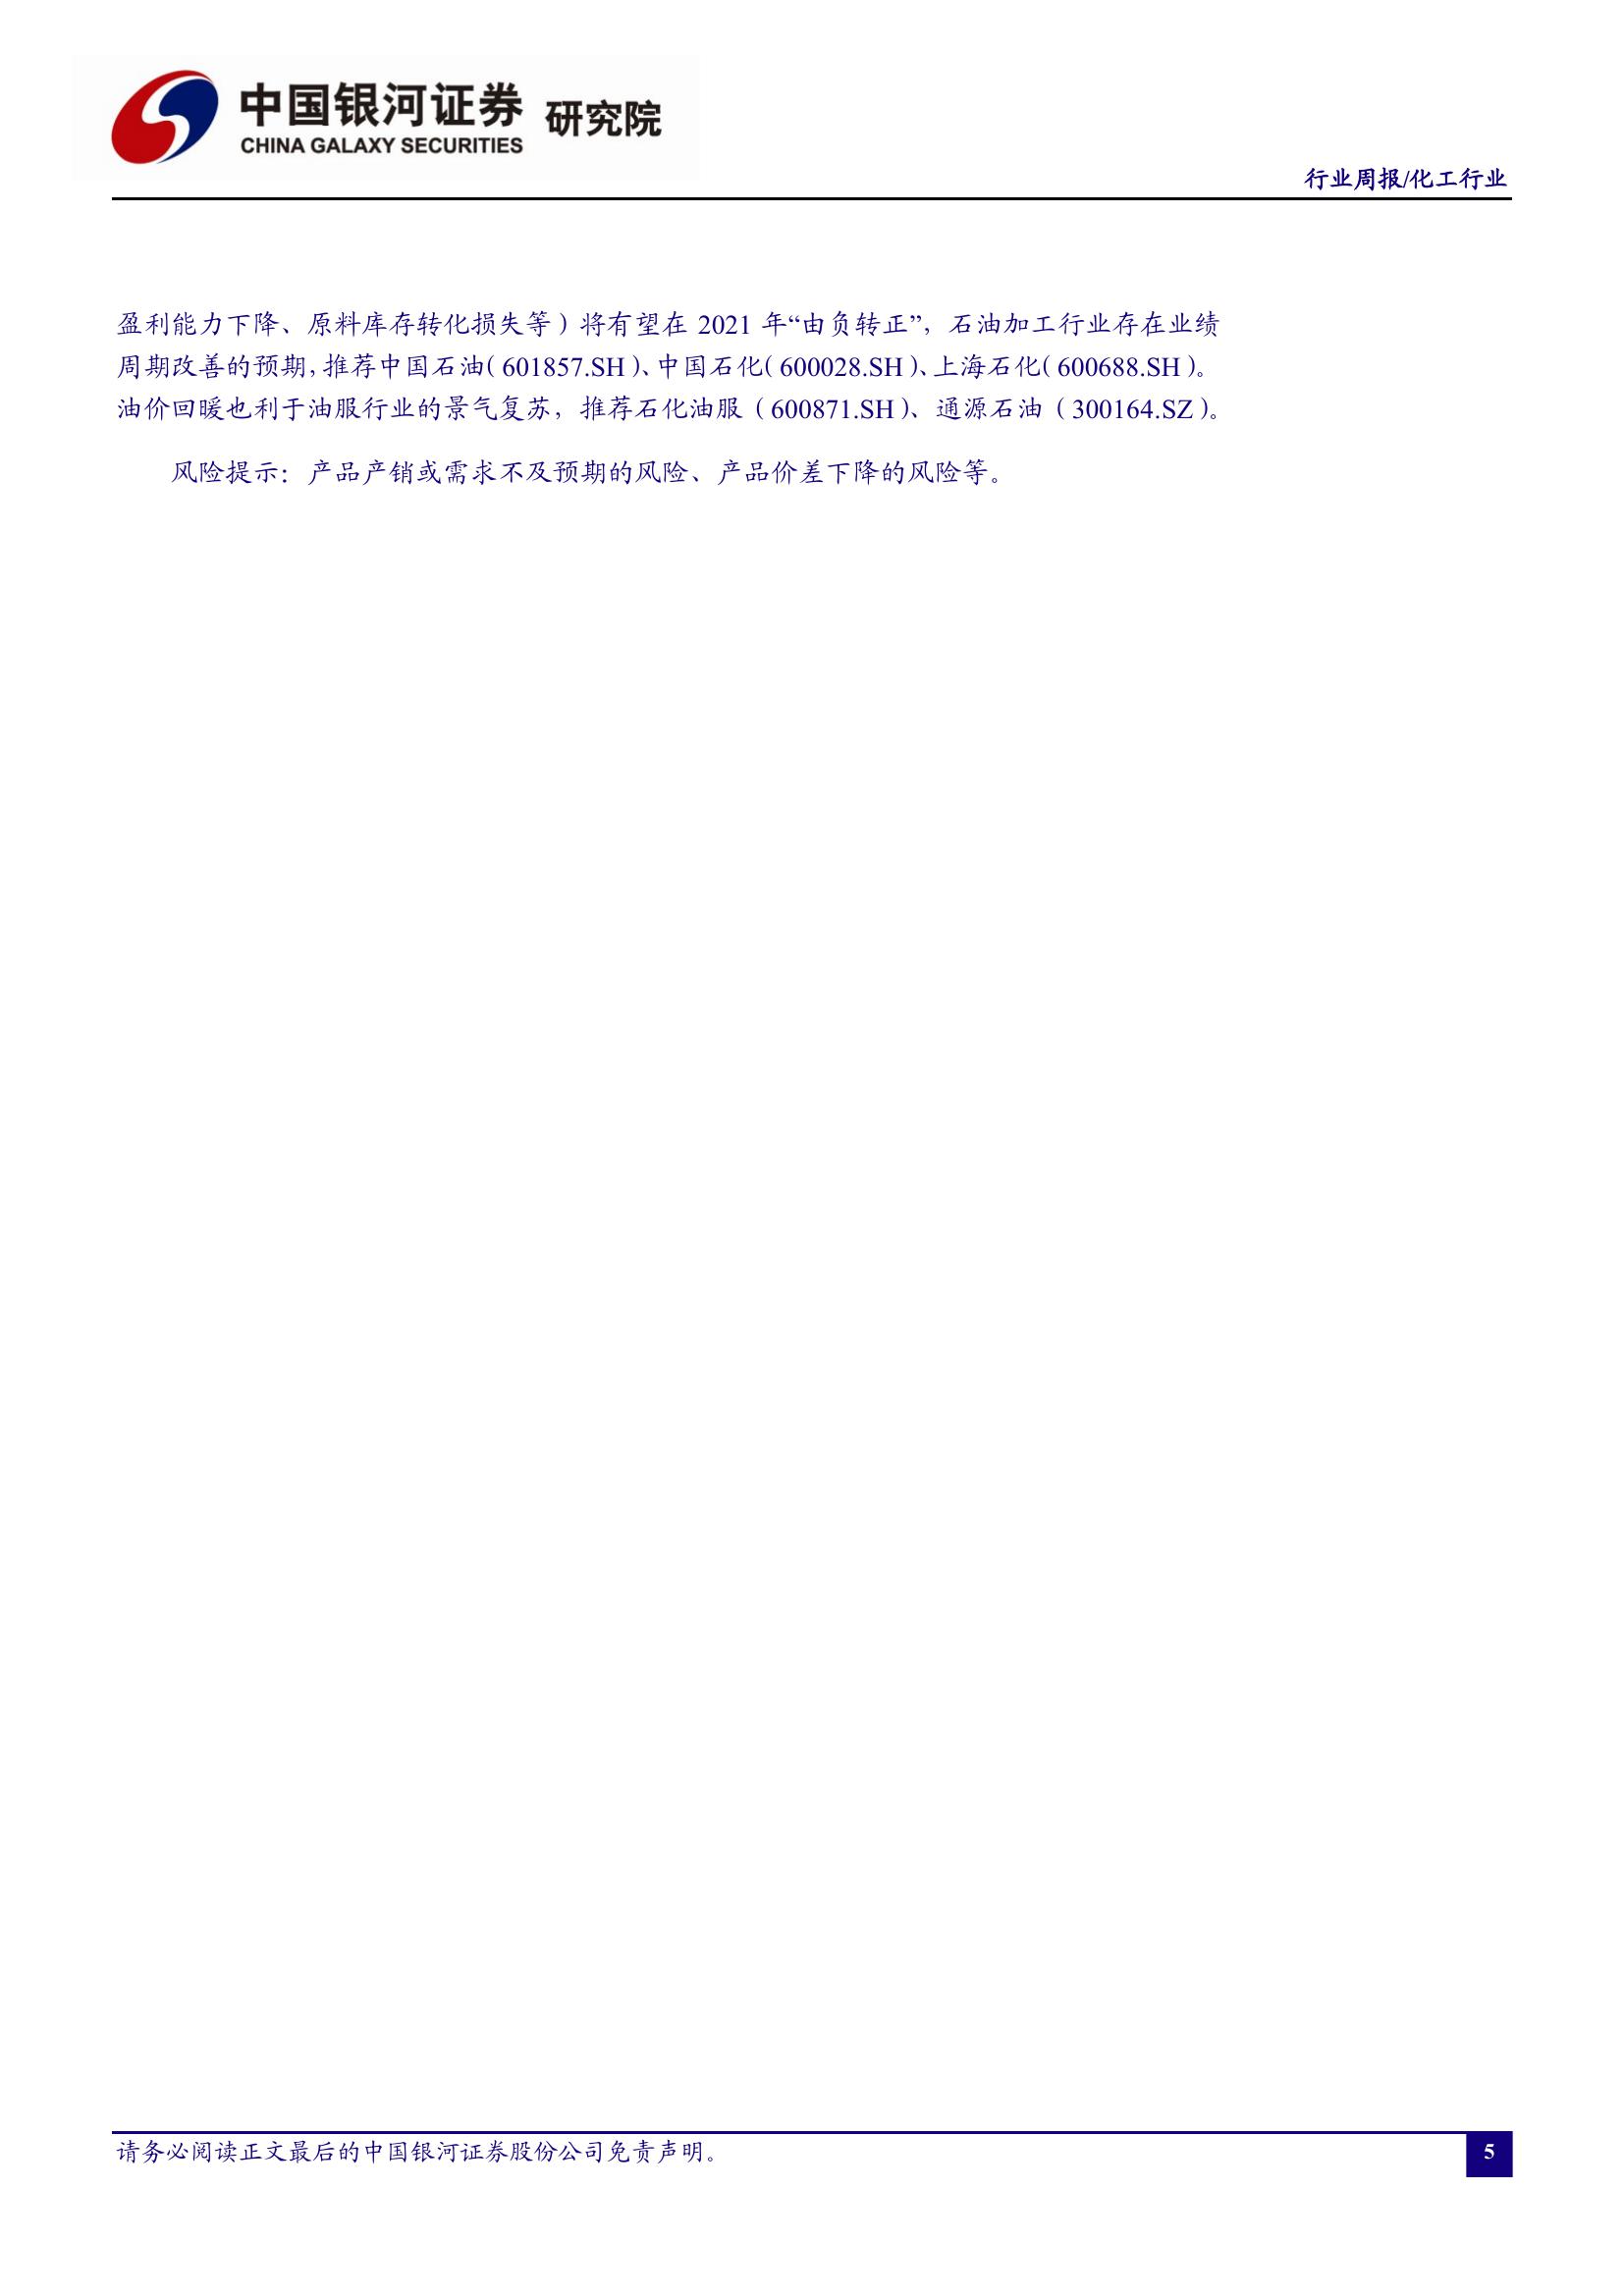 中国银河证券 研究院
CHINA GALAXY SECURITIES
行业周报/化工行业
盈利能力下降、原料库存转化损失等）将有望在 2021 年“由负转正”，石油加工行业存在业绩
周期改善的预期，推荐中国石油（601857.SH）、中国石化（600028.SH）、上海石化（600688.SH）。
油价回暖也利于油服行业的景气复苏，推荐石化油服（600871.SH）、通源石油（300164.SZ）。
风险提示：产品产销或需求不及预期的风险、产品价差下降的风险等。
请务必阅读正文最后的中国银河证券股份公司免责声明。
5